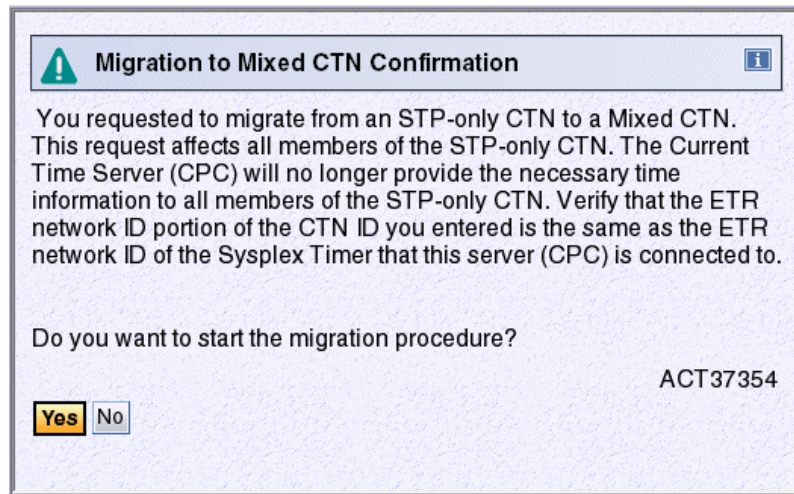 Migration to Mixed CTN Confirmation
i
You requested to migrate from an STP-only CTN to a Mixed CTN.
This request affects all members of the STP-only CTN. The Current
Time Server (CPC) will no longer provide the necessary time
information to all members of the STP-only CTN. Verify that the ETR
network ID portion of the CTN ID you entered is the same as the ETR
network ID of the Sysplex Timer that this server (CPC) is connected to.
Do you want to start the migration procedure?
ACT37354
Yes No